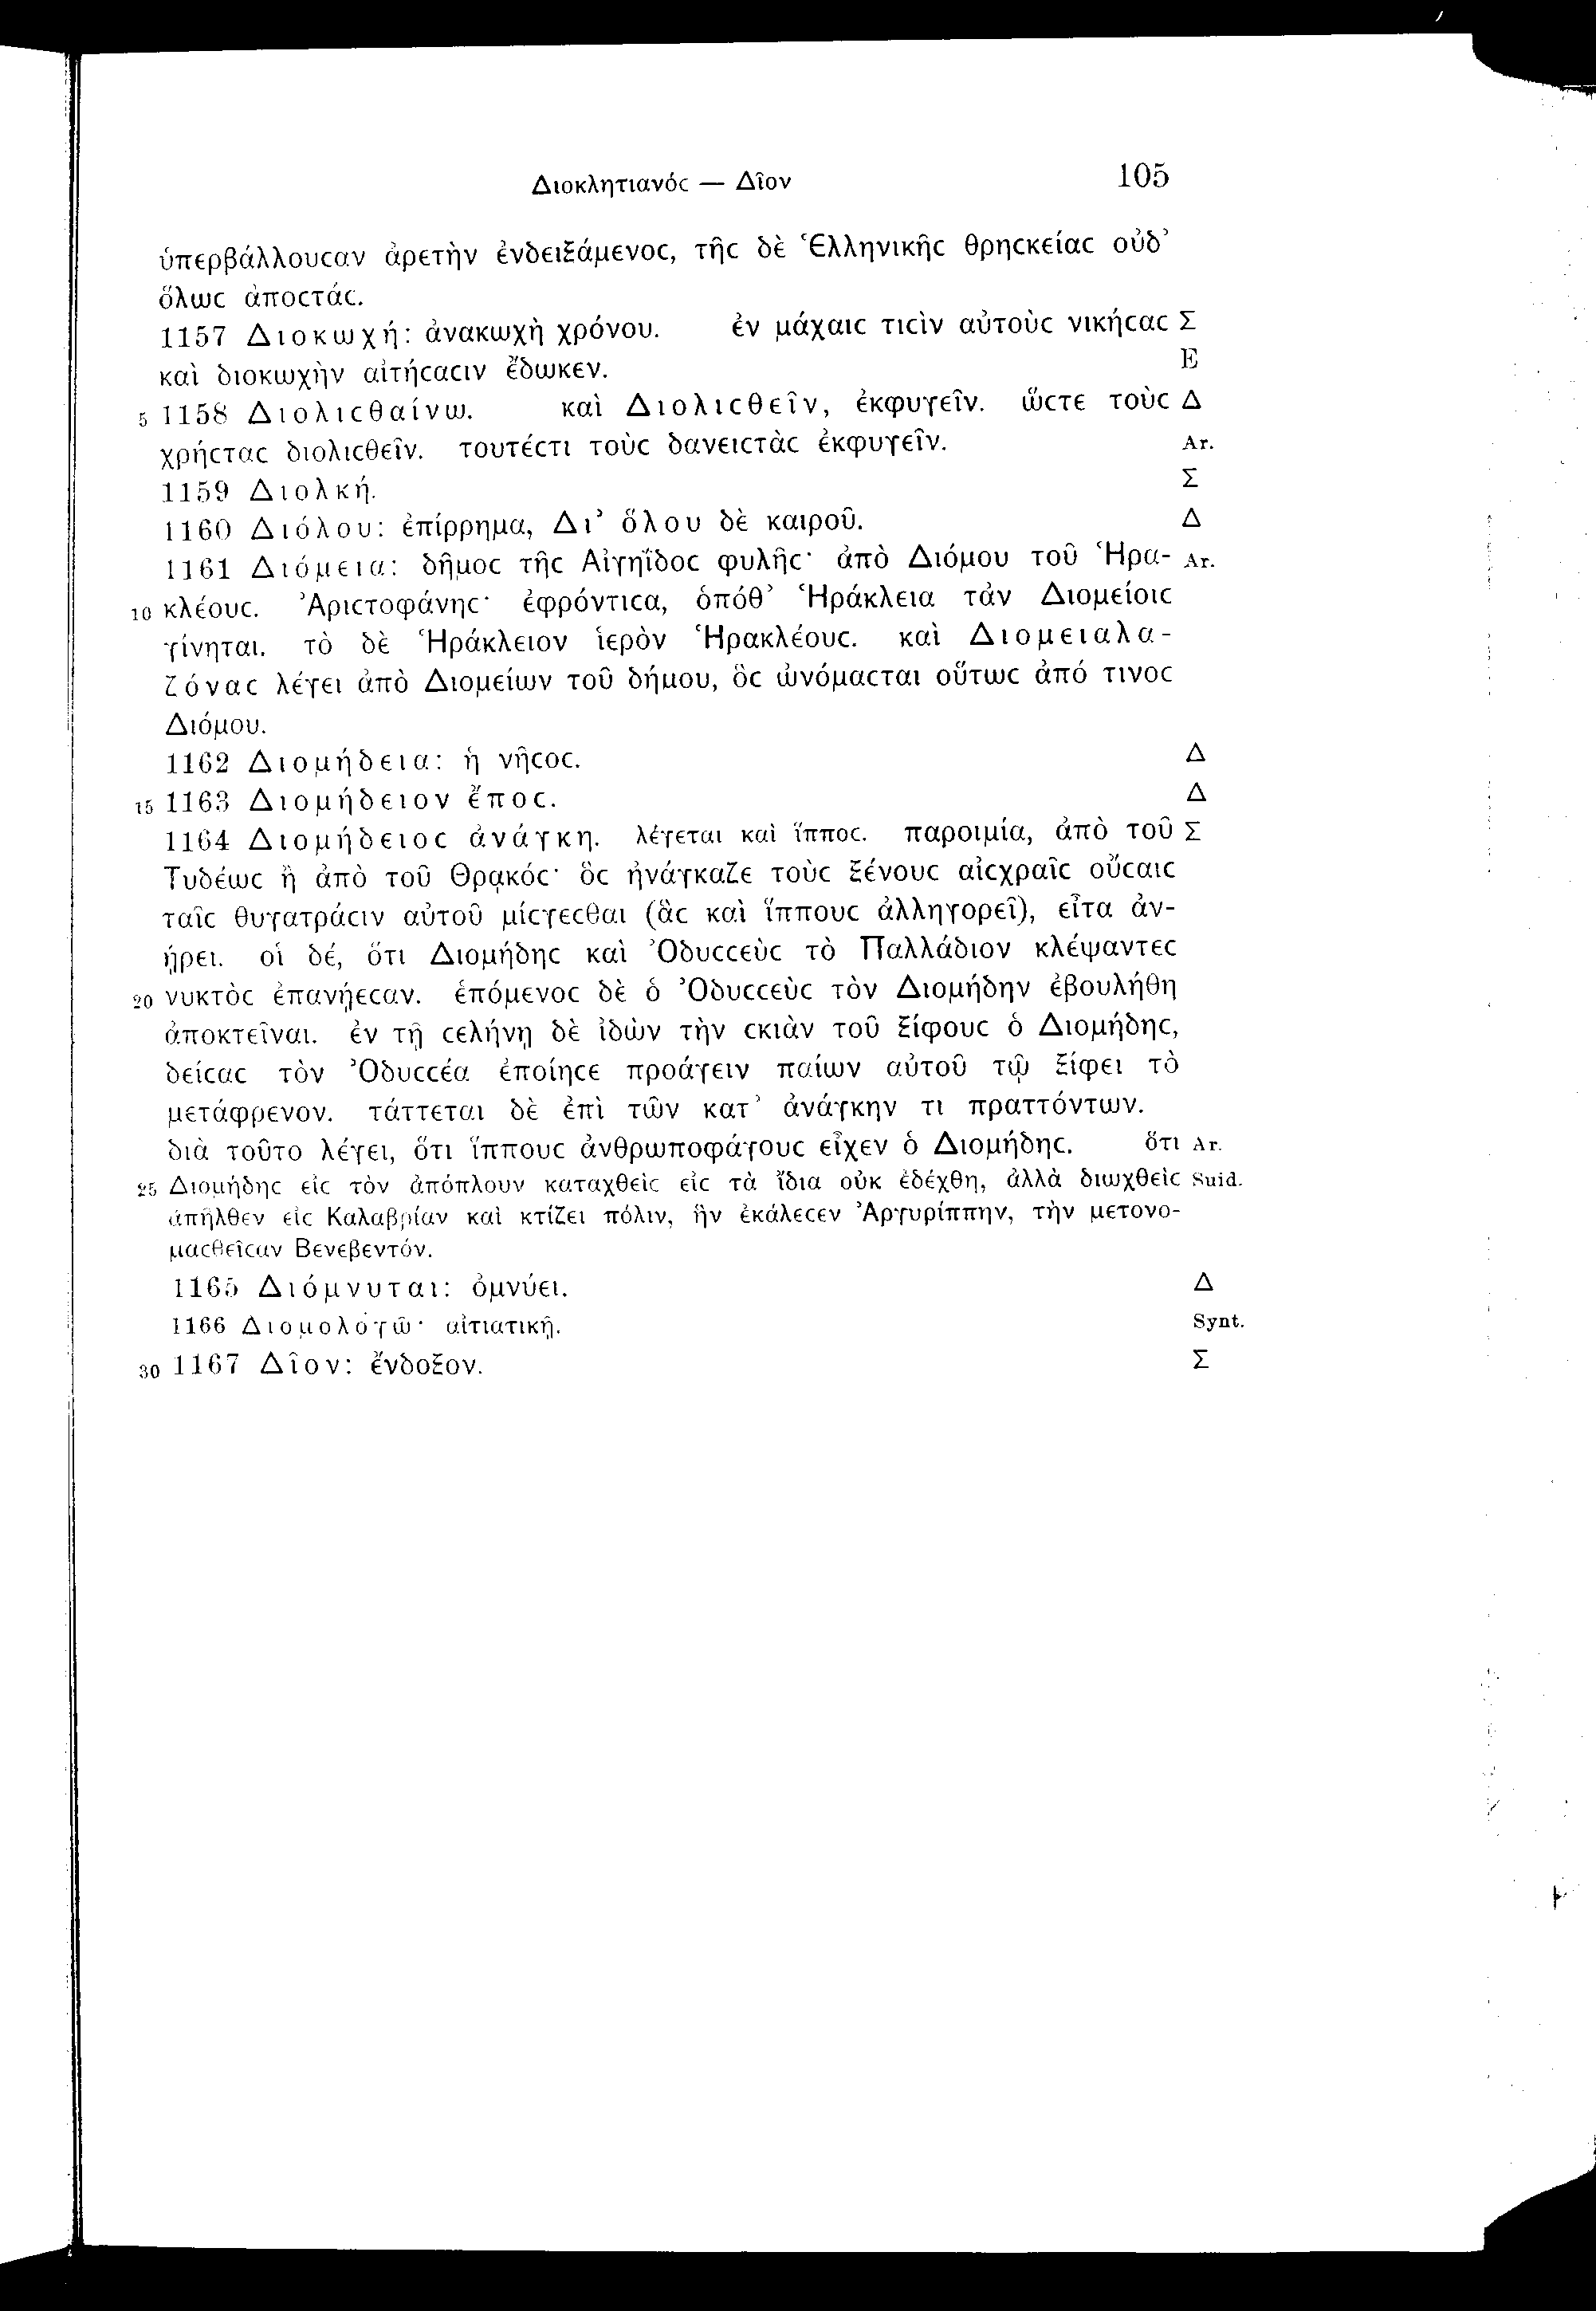 Διοκλητιανόϲ — Δῖον 105
ὑπερβάλλουϲαν ἀρετὴν ἐνδειξάμενοϲ, τῆϲ δὲ Ἑλληνικῆϲ θρηϲκείαϲ οὐδ’
ὅλωϲ ἀποϲτάϲ.
1157 Διοκωχή: ἀνακωχὴ χρόνου. ἐν μάχαιϲ τιϲὶν αὐτοὺϲ νικήϲαϲ Σ
καὶ διοκωχὴν αἰτήϲαϲιν ἔδωκεν. E
5 1158 Διολιϲθαίνω. καὶ Διολιϲθεῖν, ἐκφυγεῖν. ὥϲτε τοὺϲ Δ
χρήϲταϲ διολιϲθεῖν. τουτέϲτι τοὺϲ δανειϲτὰϲ ἐκφυγεῖν. Ar.
1159 Διολκή. Σ
1160 Διόλου: ἐπίρρημα, Δι’ ὅλου δὲ καιροῦ. Δ
1161 Διόμεια: δῆμοϲ τῆϲ Αἰγηΐδοϲ φυλῆϲ· ἀπὸ Διόμου τοῦ Ἡρα- Ar.
10 κλέουϲ. Ἀριϲτοφάνηϲ· ἐφρόντιϲα, ὁπόθ’ Ἡράκλεια τἀν Διομείοιϲ
γίνηται. τὸ δὲ Ἡράκλειον ἱερὸν Ἡρακλέουϲ. καὶ Διομειαλα-
ζόναϲ λέγει ἀπὸ Διομείων τοῦ δήμου, ὃϲ ὠνόμαϲται οὕτωϲ ἀπό τινοϲ
Διόμου.
1162 Διομήδεια: ἡ νῆϲοϲ. Δ
15 1163 Διομήδειον ἔποϲ. Δ
1164 Διομήδειοϲ ἀνάγκη. λέγεται καὶ ἵπποϲ. παροιμία, ἀπὸ τοῦ Σ
Τυδέωϲ ἢ ἀπὸ τοῦ Θρᾳκόϲ· ὃϲ ἠνάγκαζε τοὺϲ ξένουϲ αἰϲχραῖϲ οὔϲαιϲ
ταῖϲ θυγατράϲιν αὐτοῦ μίϲγεϲθαι (ἃϲ καὶ ἵππουϲ ἀλληγορεῖ), εἶτα ἀν-
ῄρει. οἱ δέ, ὅτι Διομήδηϲ καὶ Ὀδυϲϲεὺϲ τὸ Παλλάδιον κλέψαντεϲ
20 νυκτὸϲ ἐπανῄεϲαν. ἑπόμενοϲ δὲ ὁ Ὀδυϲϲεὺϲ τὸν Διομήδην ἐβουλήθη
ἀποκτεῖναι. ἐν τῇ ϲελήνῃ δὲ ἰδὼν τὴν ϲκιὰν τοῦ ξίφουϲ ὁ Διομήδηϲ,
δείϲαϲ τὸν Ὀδυϲϲέα ἐποίηϲε προάγειν παίων αὐτοῦ τῷ ξίφει τὸ
μετάφρενον. τάττεται δὲ ἐπὶ τῶν κατ’ ἀνάγκην τι πραττόντων.
διὰ τοῦτο λέγει, ὅτι ἵππουϲ ἀνθρωποφάγουϲ εἶχεν ὁ Διομήδηϲ. ὅτι Ar.
25 Διομήδηϲ εἰϲ τὸν ἀπόπλουν καταχθεὶϲ εἰϲ τὰ ἴδια οὐκ ἐδέχθη, ἀλλὰ διωχθεὶϲ Suid.
ἀπῆλθεν εἰϲ Καλαβρίαν καὶ κτίζει πόλιν, ἣν ἐκάλεϲεν Ἀργυρίππην, τὴν μετονο-
μαϲθεῖϲαν Βενεβεντόν.
1165 Διόμνυται: ὀμνύει. Δ
1166 Διομολογῶ· αἰτιατικῇ. Synt.
30 1167 Δῖον: ἔνδοξον. Σ